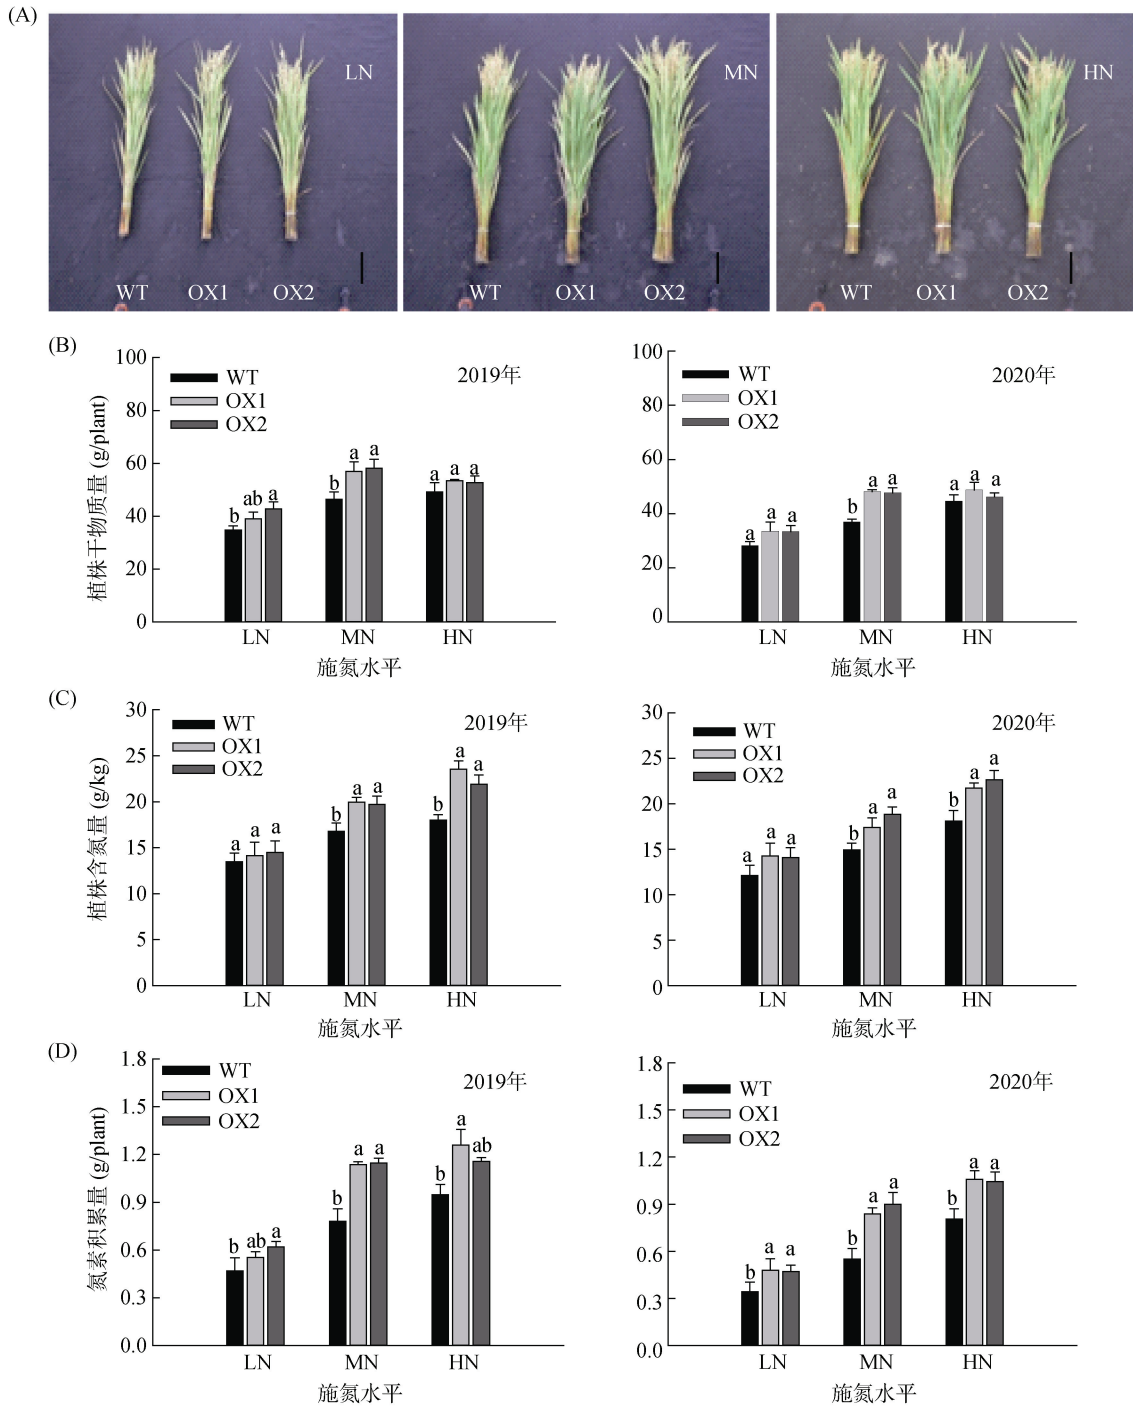 (A)
LN
MN
HN
WT OX1 OX2
WT OX1 OX2
WT OX1 OX2
(B)
植株干物质量 (g/plant)
100
80
60
40
20
0
WT
OX1
OX2
2019年
b ab a
b a a
a a a
LN MN HN
施氮水平
100
80
60
40
20
0
WT
OX1
OX2
2020年
a a a
b a a
a a a
LN MN HN
施氮水平
(C)
植株含氮量 (g/kg)
30
25
20
15
10
5
0
WT
OX1
OX2
2019年
a a a
b a a
b a a
LN MN HN
施氮水平
30
25
20
15
10
5
0
WT
OX1
OX2
2020年
a a a
b a a
b a a
LN MN HN
施氮水平
(D)
氮素积累量 (g/plant)
1.8
1.5
1.2
0.9
0.6
0.3
0.0
WT
OX1
OX2
2019年
b ab a
b a a
b a ab
LN MN HN
施氮水平
1.8
1.5
1.2
0.9
0.6
0.3
0.0
WT
OX1
OX2
2020年
b a a
b a a
b a a
LN MN HN
施氮水平